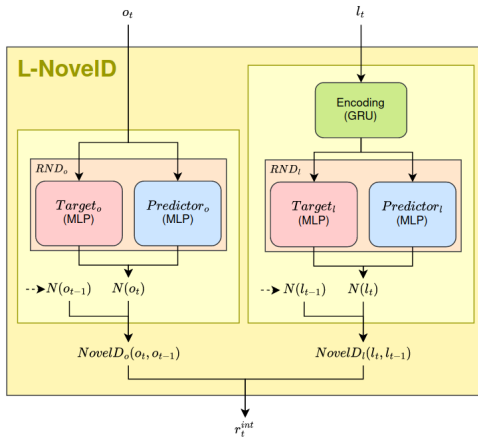 o_t
l_t
L-NovelD
Encoding
(GRU)
RND_o
RND_l
Target_o
(MLP)
Predictor_o
(MLP)
Target_l
(MLP)
Predictor_l
(MLP)
N(o_{t-1})
N(o_t)
N(l_{t-1})
N(l_t)
NovelD_o(o_t, o_{t-1})
NovelD_l(l_t, l_{t-1})
r_t^{int}